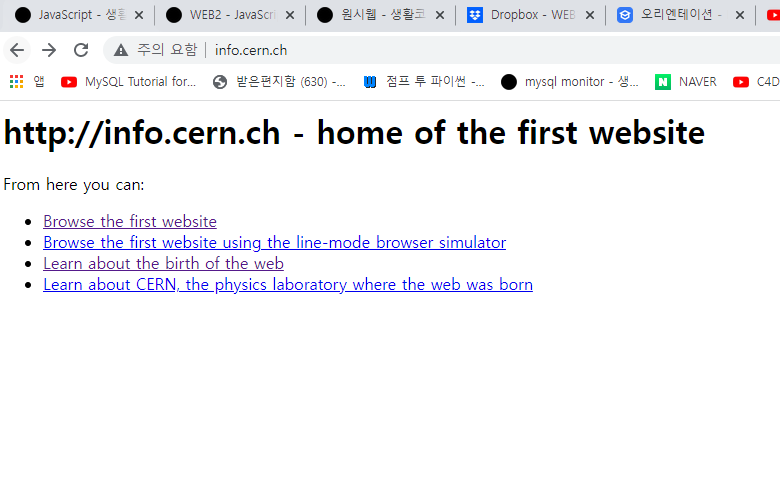 JavaScript - 생활
WEB2 - JavaScri
원시웹 - 생활코
Dropbox - WEB
오리엔테이션 -
주의 요함 | info.cern.ch
앱 MySQL Tutorial for... 받은편지함 (630) -... 점프 투 파이썬 -... mysql monitor - 생... NAVER C4D
http://info.cern.ch - home of the first website
From here you can:
Browse the first website
Browse the first website using the line-mode browser simulator
Learn about the birth of the web
Learn about CERN, the physics laboratory where the web was born